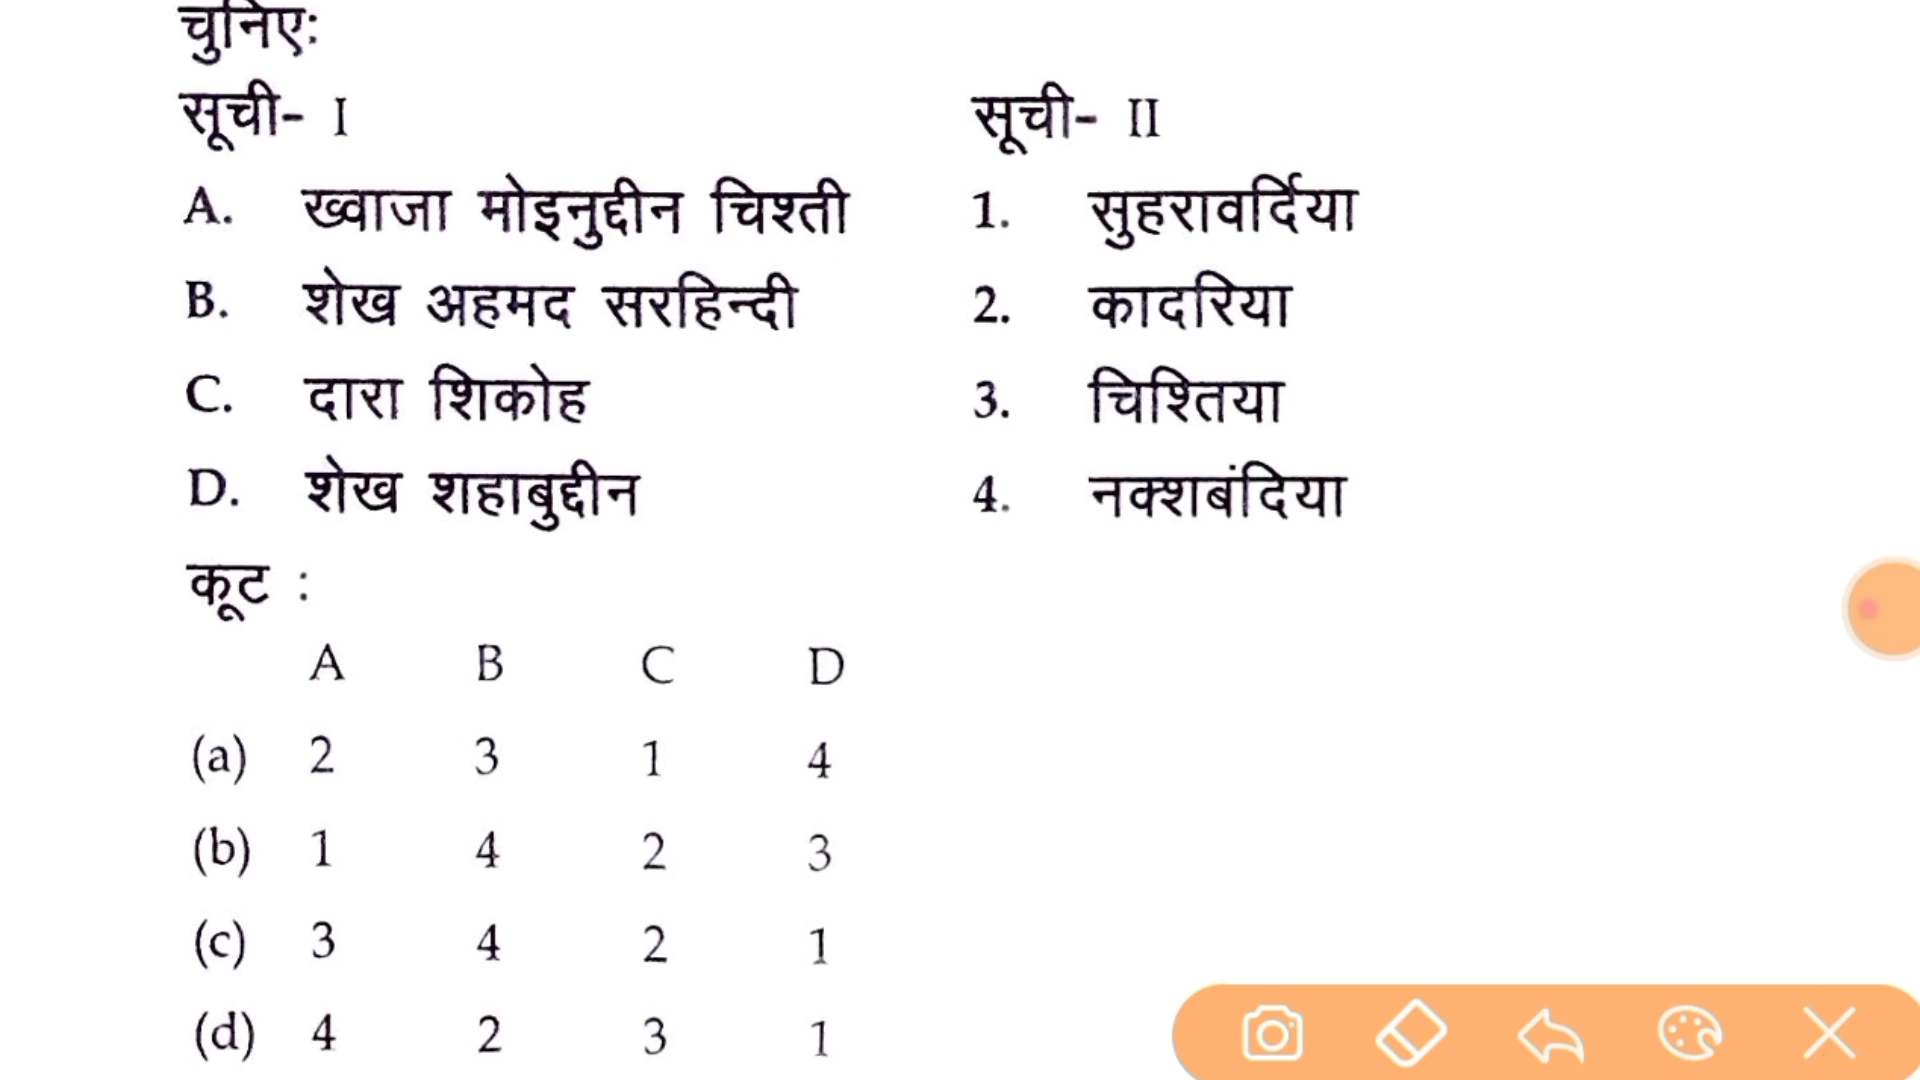 चुनिएः
सूची- I सूची- II
A. ख्वाजा मोइनुद्दीन चिश्ती 1. सुहरावर्दिया
B. शेख अहमद सरहिन्दी 2. कादरिया
C. दारा शिकोह 3. चिश्तिया
D. शेख शहाबुद्दीन 4. नक्शबंदिया
कूट :
A B C D
(a) 2 3 1 4
(b) 1 4 2 3
(c) 3 4 2 1
(d) 4 2 3 1